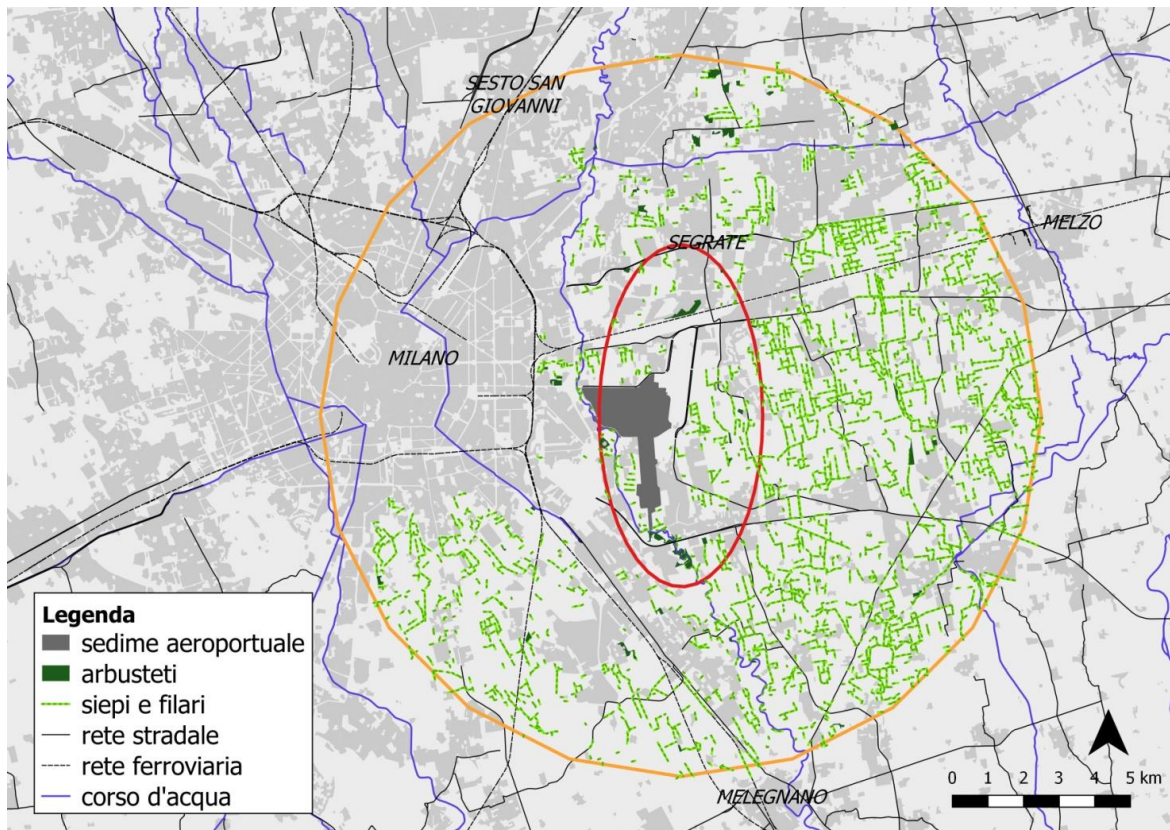 SESTO SAN
GIOVANNI
MELZO
SEGRATE
MILANO
Legenda
sedime aeroportuale
arbusteti
siepi e filari
rete stradale
rete ferroviaria
corso d'acqua
0 1 2 3 4 5 km
MELEGNANO